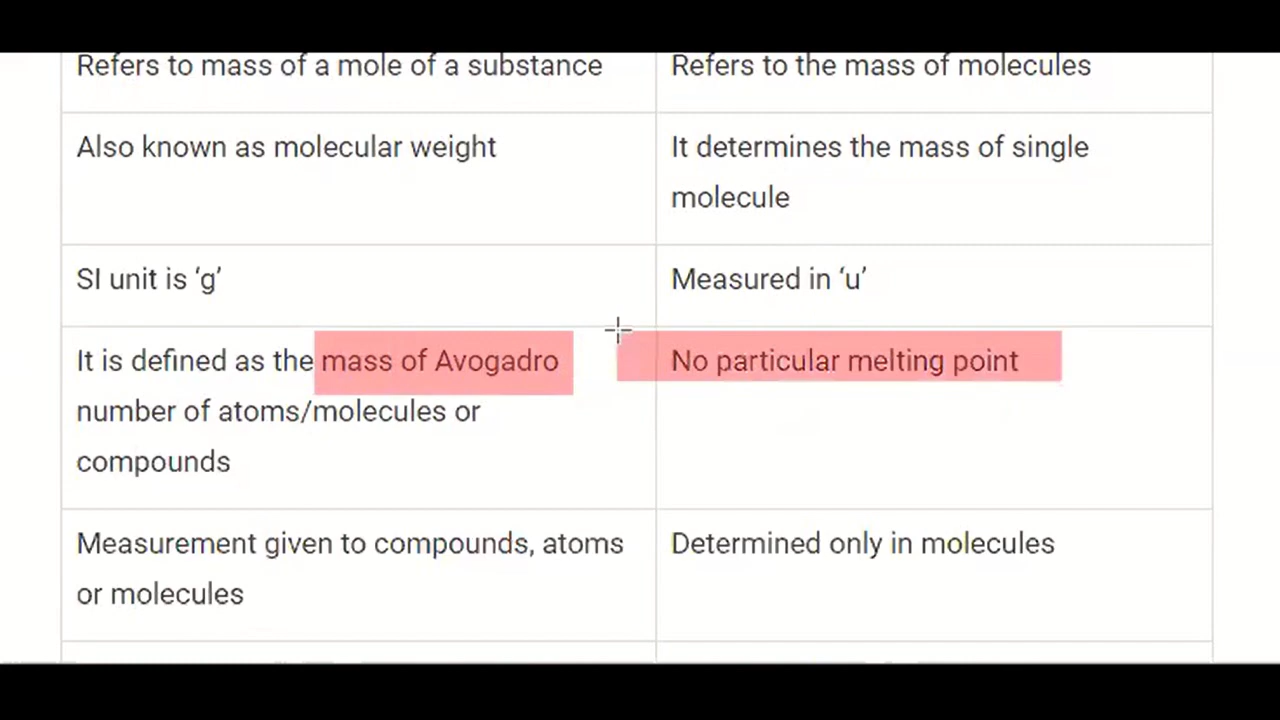 Refers to mass of a mole of a substance
Refers to the mass of molecules
Also known as molecular weight
It determines the mass of single
molecule
SI unit is ‘g’
Measured in ‘u’
It is defined as the mass of Avogadro
number of atoms/molecules or
compounds
No particular melting point
Measurement given to compounds, atoms
or molecules
Determined only in molecules